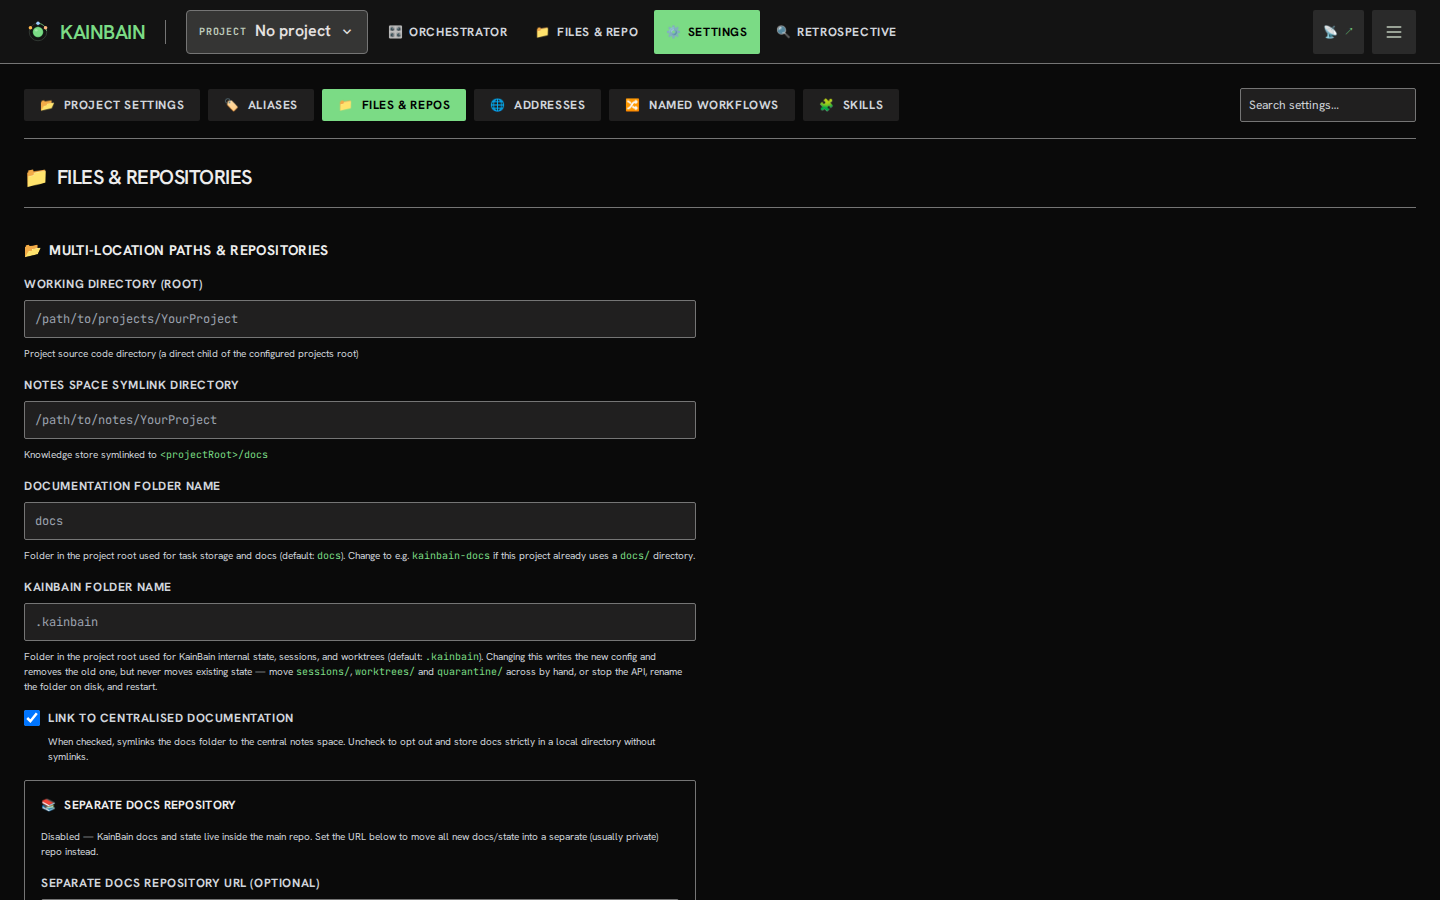 KAINBAIN
PROJECT No project
ORCHESTRATOR
FILES & REPO
SETTINGS
RETROSPECTIVE
PROJECT SETTINGS
ALIASES
FILES & REPOS
ADDRESSES
NAMED WORKFLOWS
SKILLS
Search settings...
FILES & REPOSITORIES
MULTI-LOCATION PATHS & REPOSITORIES
WORKING DIRECTORY (ROOT)
/path/to/projects/YourProject
Project source code directory (a direct child of the configured projects root)
NOTES SPACE SYMLINK DIRECTORY
/path/to/notes/YourProject
Knowledge store symlinked to <projectRoot>/docs
DOCUMENTATION FOLDER NAME
docs
Folder in the project root used for task storage and docs (default: docs). Change to e.g. kainbain-docs if this project already uses a docs/ directory.
KAINBAIN FOLDER NAME
.kainbain
Folder in the project root used for KainBain internal state, sessions, and worktrees (default: .kainbain). Changing this writes the new config and
removes the old one, but never moves existing state — move sessions/, worktrees/ and quarantine/ across by hand, or stop the API, rename
the folder on disk, and restart.
LINK TO CENTRALISED DOCUMENTATION
When checked, symlinks the docs folder to the central notes space. Uncheck to opt out and store docs strictly in a local directory without
symlinks.
SEPARATE DOCS REPOSITORY
Disabled — KainBain docs and state live inside the main repo. Set the URL below to move all new docs/state into a separate (usually private)
repo instead.
SEPARATE DOCS REPOSITORY URL (OPTIONAL)